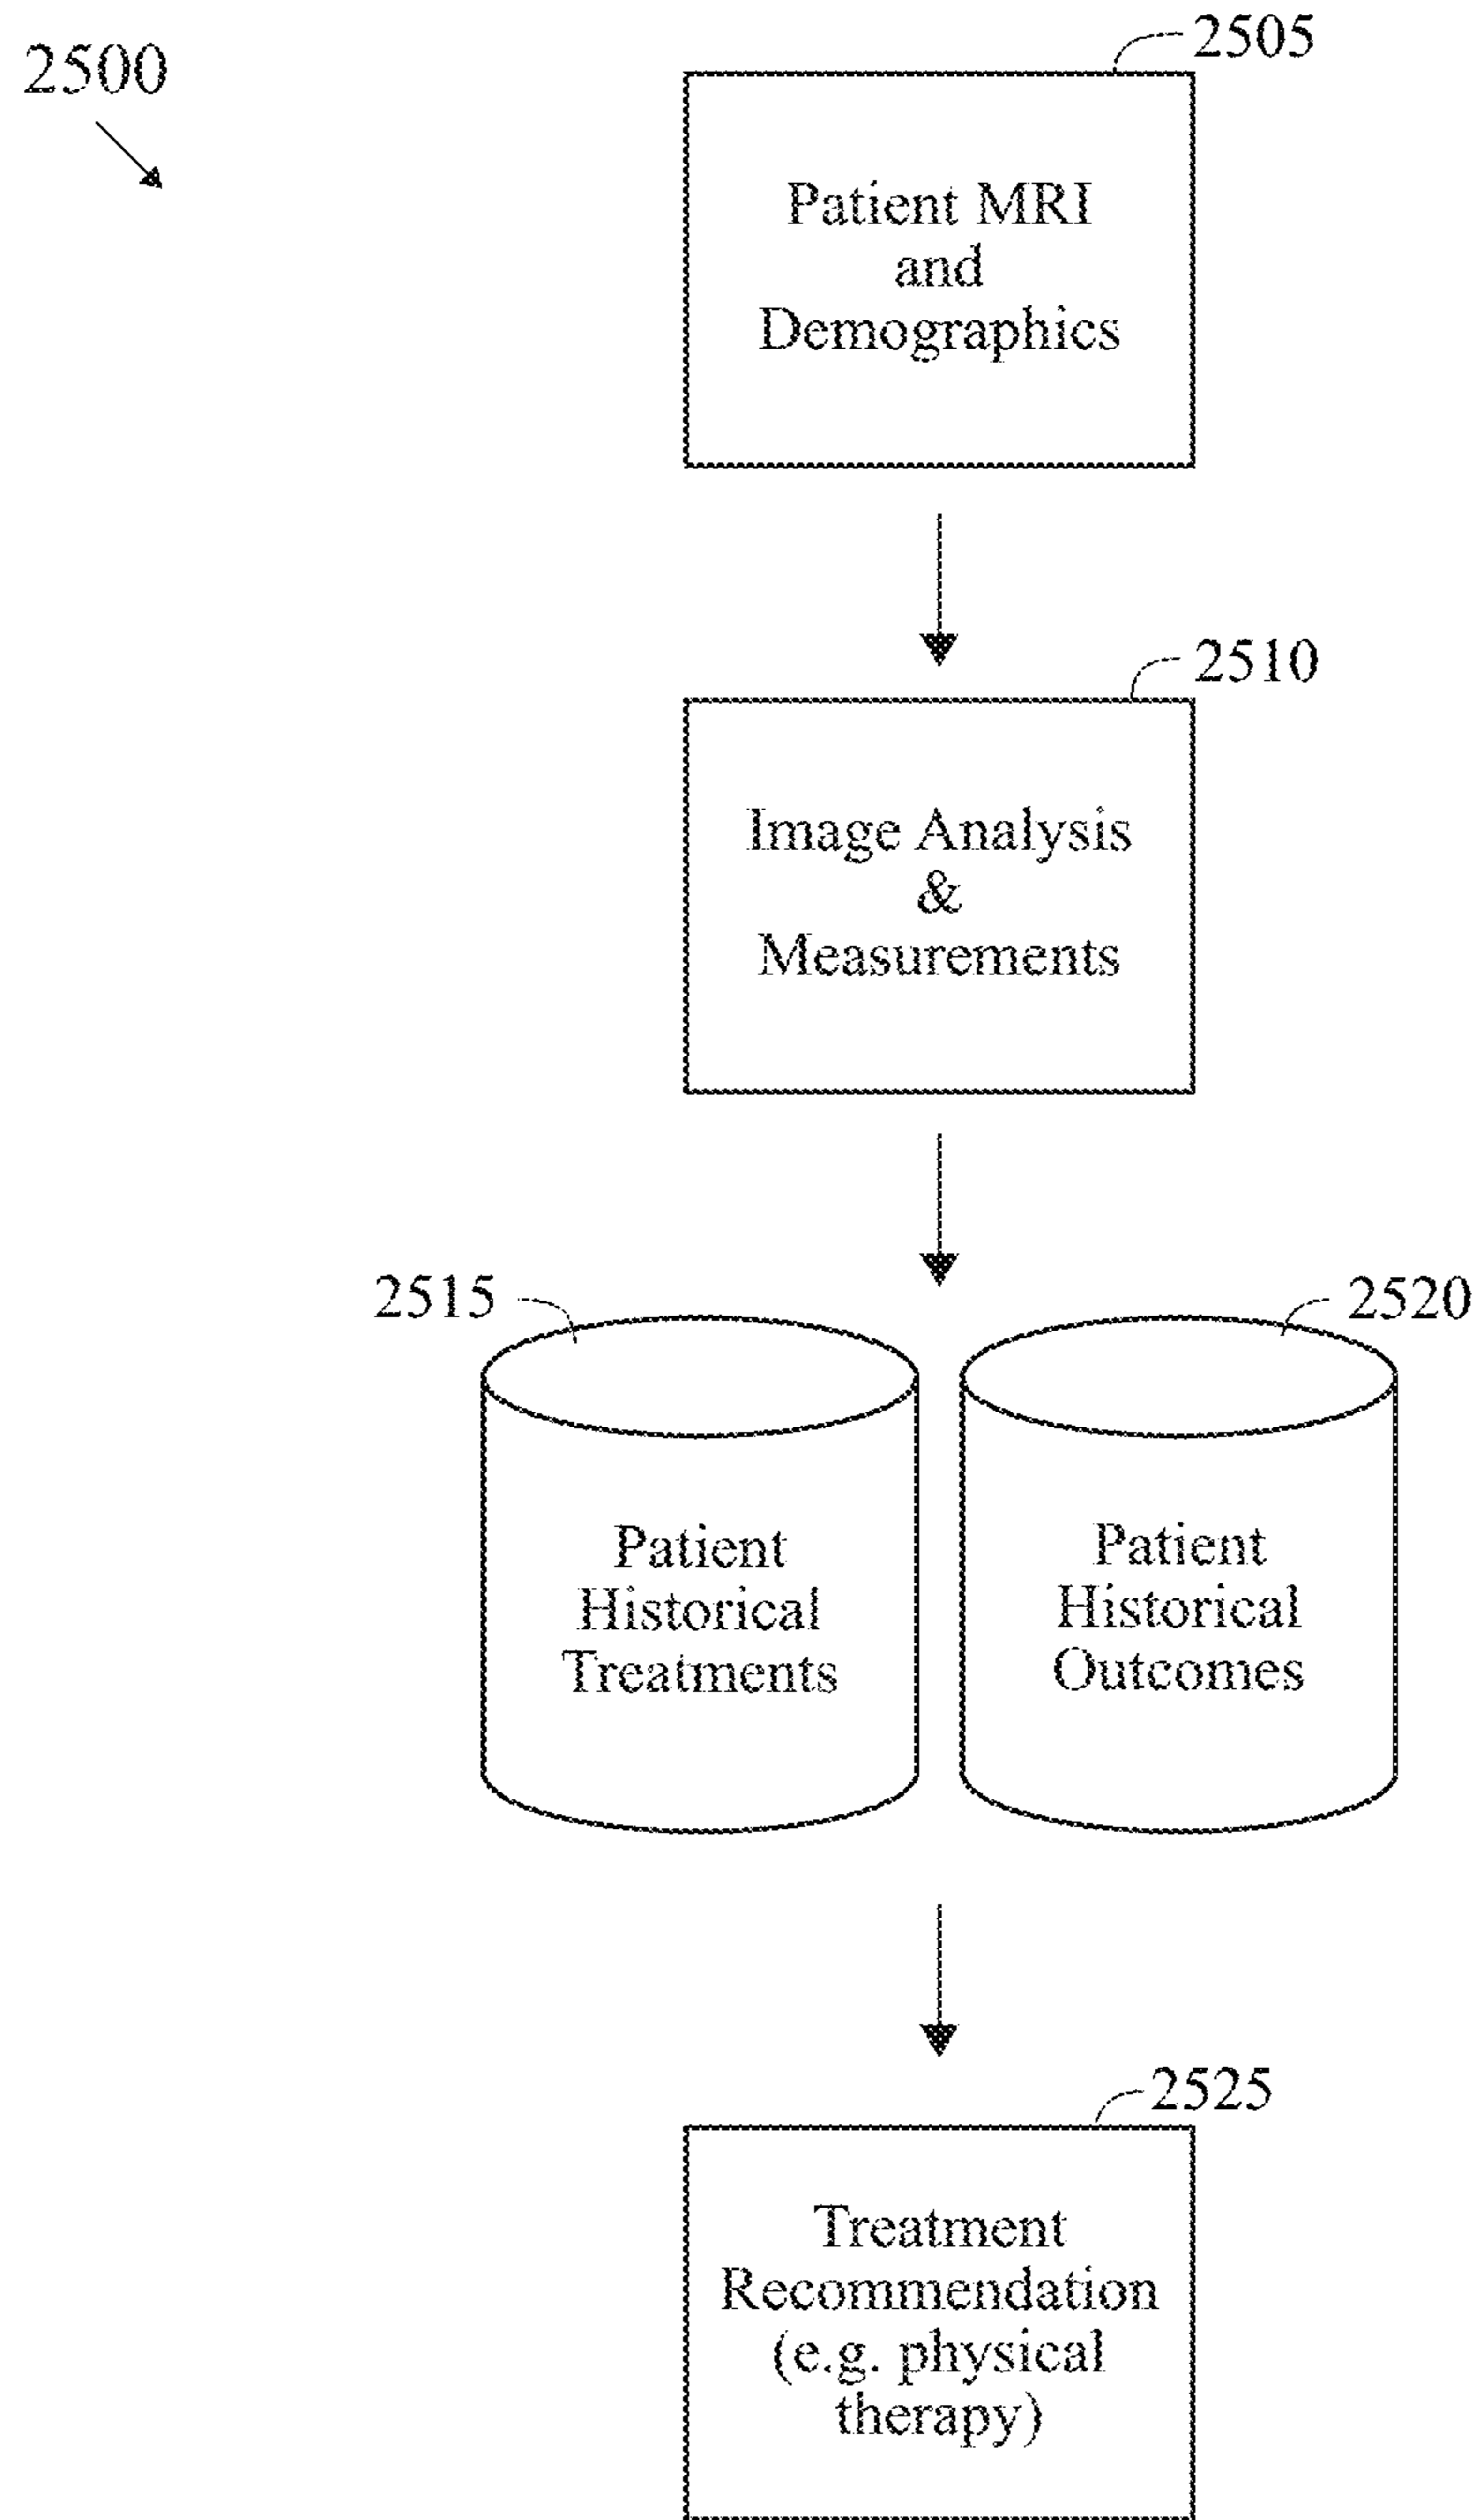 2500
2505
Patient MRI
and
Demographics
2510
Image Analysis
&
Measurements
2515
2520
Patient
Historical
Treatments
Patient
Historical
Outcomes
2525
Treatment
Recommendation
(e.g. physical
therapy)